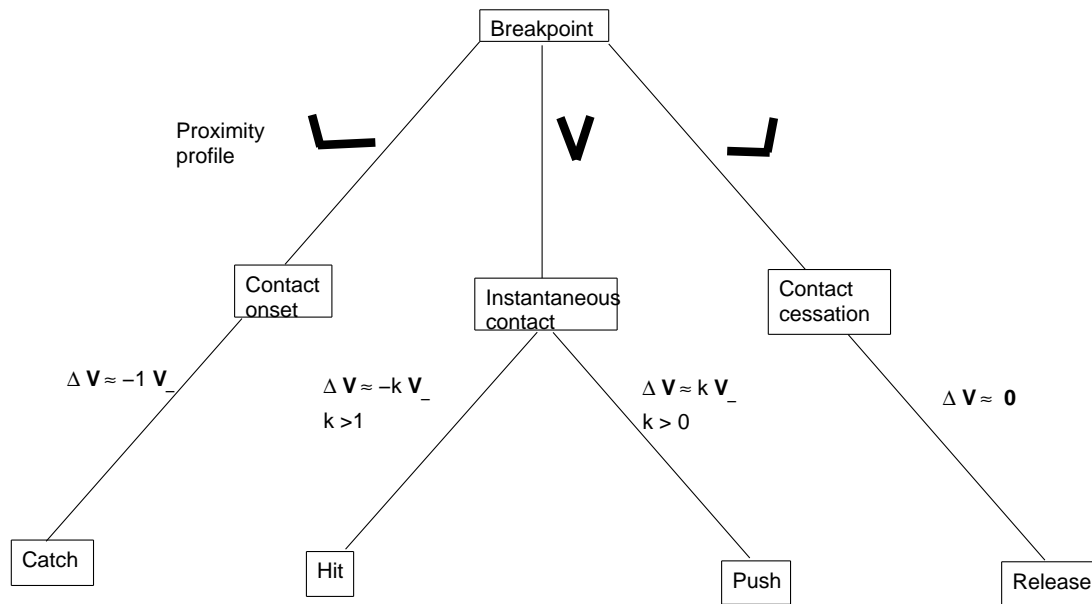 Breakpoint
Proximity
profile
Contact
onset
Instantaneous
contact
Contact
cessation
Δ V ≈ −1 V_
Δ V ≈ −k V_
k >1
Δ V ≈ k V_
k > 0
Δ V ≈ 0
Catch
Hit
Push
Release